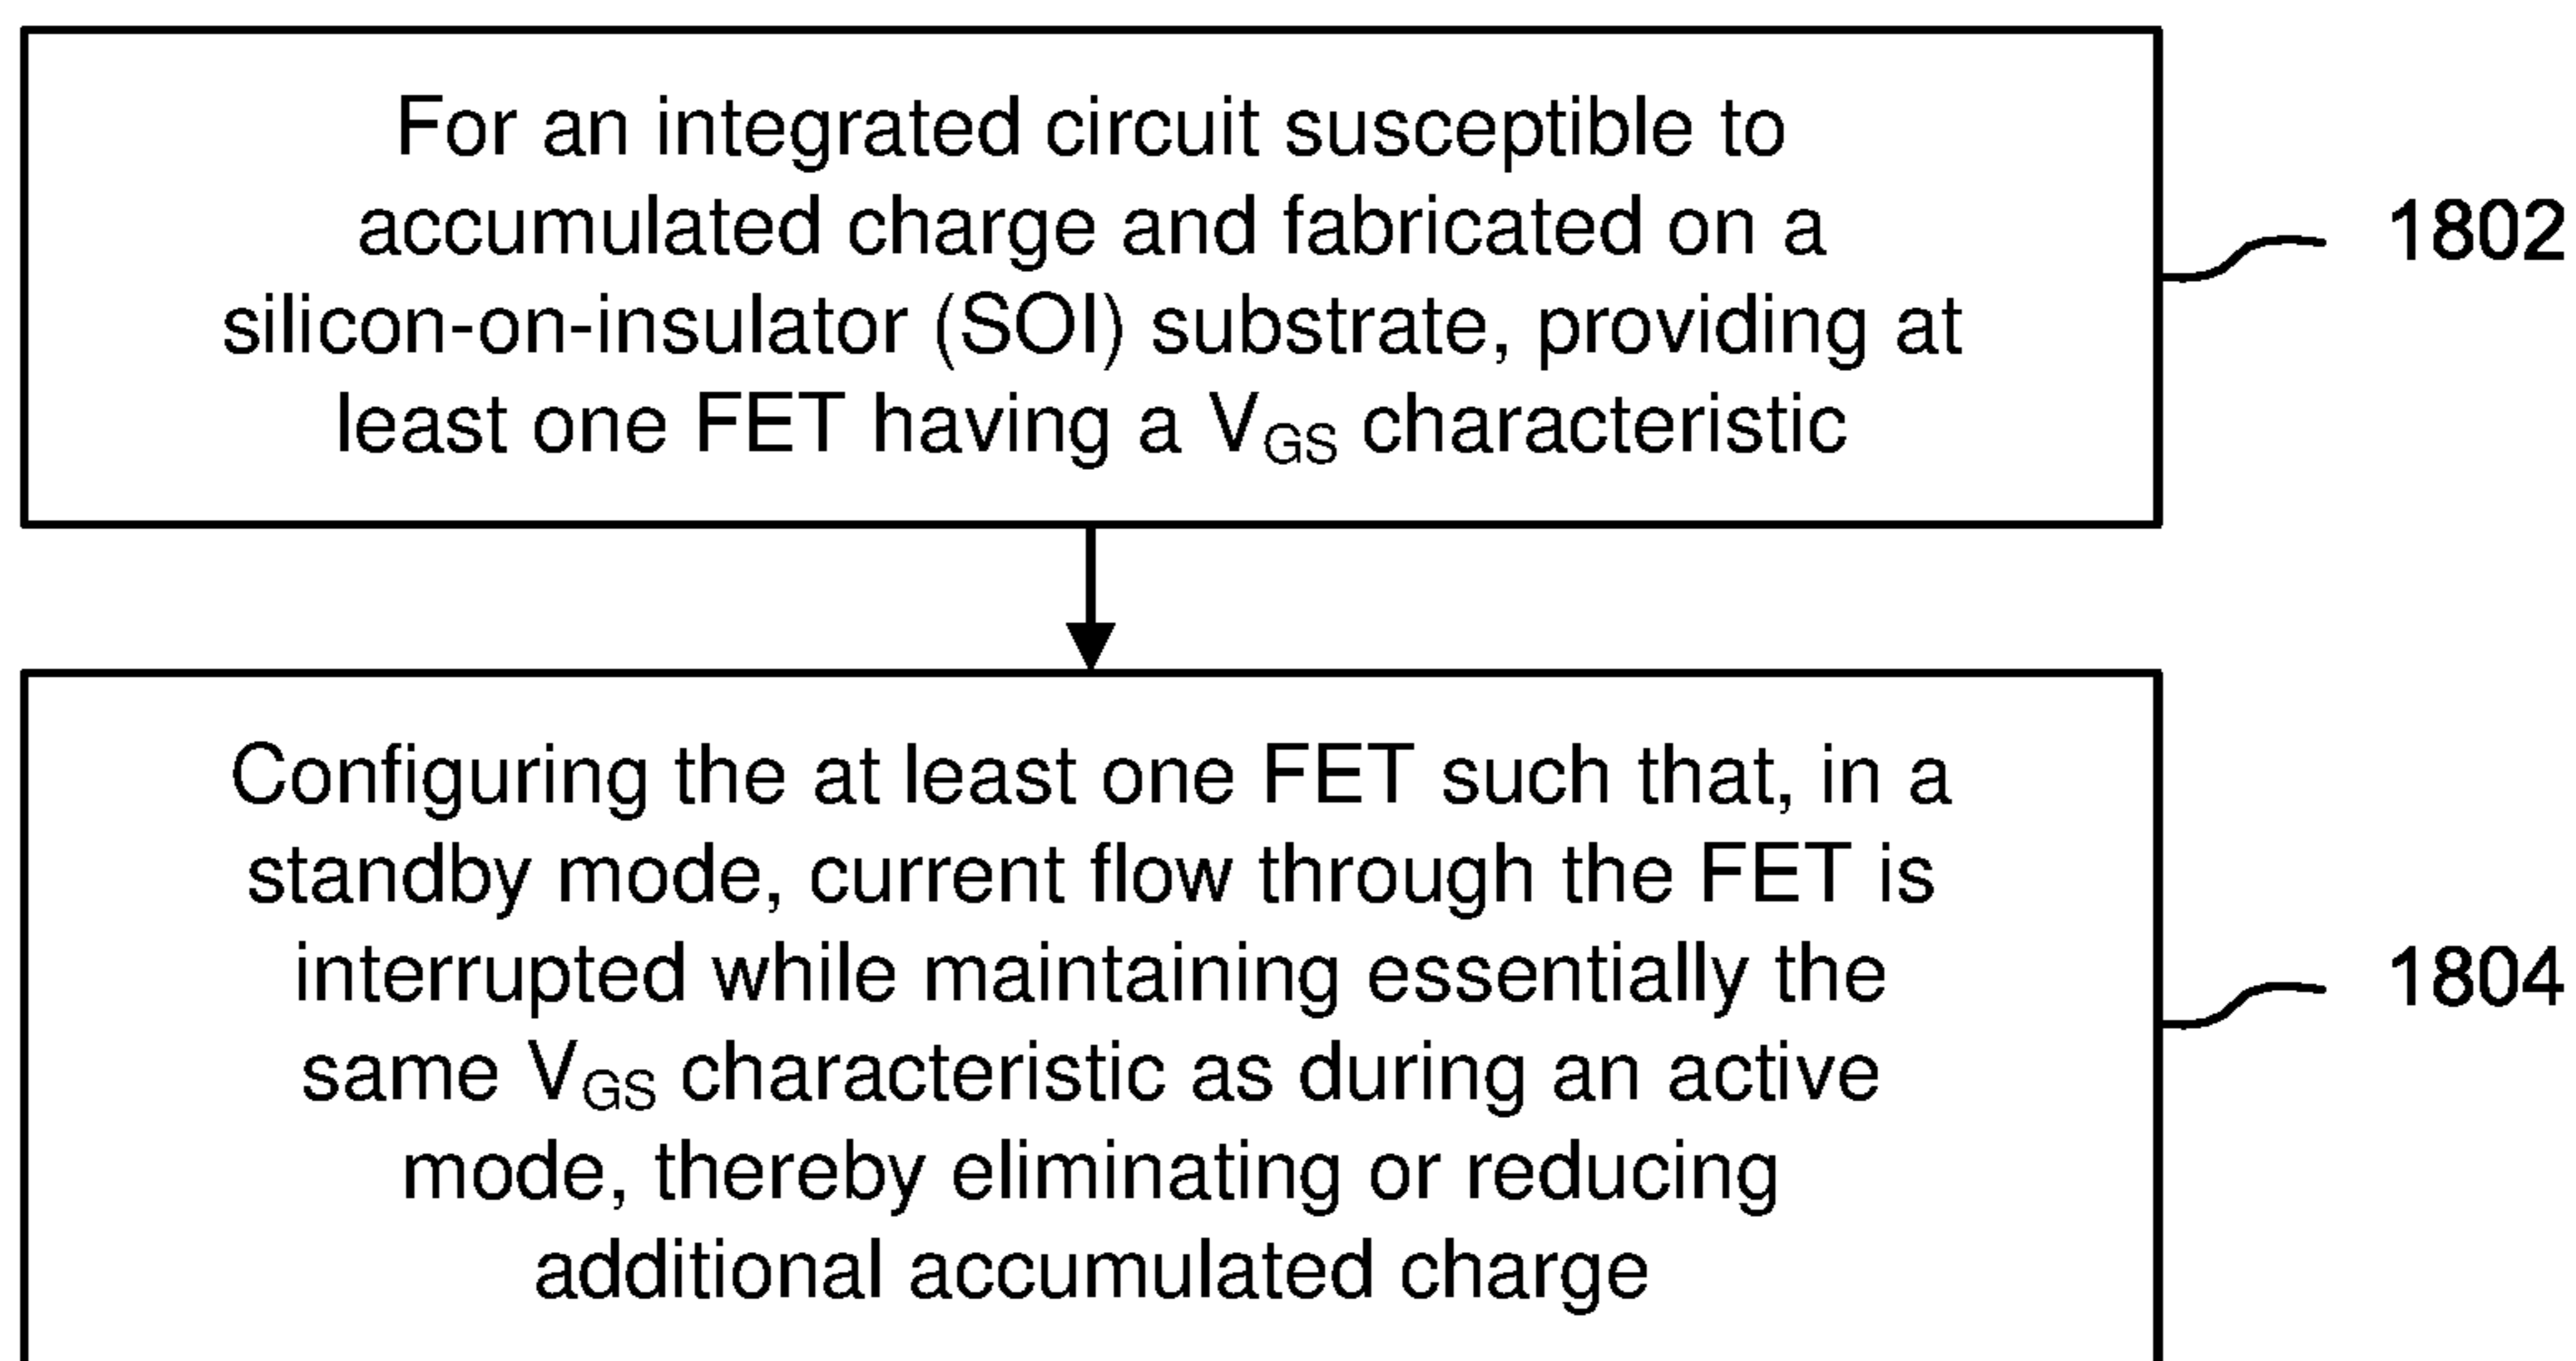 For an integrated circuit susceptible to
accumulated charge and fabricated on a
silicon-on-insulator (SOI) substrate, providing at
least one FET having a VGS characteristic
1802
Configuring the at least one FET such that, in a
standby mode, current flow through the FET is
interrupted while maintaining essentially the
same VGS characteristic as during an active
mode, thereby eliminating or reducing
additional accumulated charge
1804